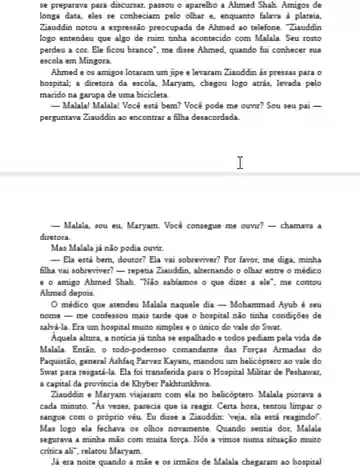 se preparava para discursar, passou o aparelho a Ahmed Shah. Amigos de
longa data, eles se conheciam pelo olhar e, enquanto falava à plateia,
Ziauddin notou a expressão preocupada de Ahmed ao telefone. “Ziauddin
logo entendeu que algo de ruim tinha acontecido com Malala. Seu rosto
perdeu a cor. Ele ficou branco”, me disse Ahmed, quando fui conhecer sua
escola em Mingora.
Ahmed e os amigos lotaram um jipe e levaram Ziauddin às pressas para o
hospital; a diretora da escola, Maryam, chegou logo atrás, levada pelo
marido na garupa de uma bicicleta.
— Malala! Malala! Você está bem? Você pode me ouvir? Sou seu pai —
perguntava Ziauddin ao encontrar a filha desacordada.
— Malala, sou eu, Maryam. Você consegue me ouvir? — chamava a
diretora.
Mas Malala já não podia ouvir.
— Ela está bem, doutor? Ela vai sobreviver? Por favor, me diga, minha
filha vai sobreviver? — repetia Ziauddin, alternando o olhar entre o médico
e o amigo Ahmed Shah. “Não sabíamos o que dizer a ele”, me contou
Ahmed depois.
O médico que atendeu Malala naquele dia — Mohammad Ayub é seu
nome — me confessou mais tarde que o hospital não tinha condições de
salvá-la. Era um hospital muito simples e o único do vale do Swat.
Àquela altura, a notícia já tinha se espalhado e todos pediam pela vida de
Malala. Então, o todo-poderoso comandante das Forças Armadas do
Paquistão, general Ashfaq Parvez Kayani, mandou um helicóptero ao vale do
Swat para resgatá-la. Ela foi transferida para o Hospital Militar de Peshawar,
a capital da província de Khyber Pakhtunkhwa.
Ziauddin e Maryam viajaram com ela no helicóptero. Malala piorava a
cada minuto. “Às vezes, parecia que ia reagir. Certa hora, tentou limpar o
sangue com o próprio véu. Eu disse a Ziauddin: ‘veja, ela está reagindo!’.
Mas logo ela fechava os olhos novamente. Quando sentia dor, Malala
segurava a minha mão com muita força. Nós a vimos numa situação muito
crítica ali”, relatou Maryam.
Já era noite quando a mãe e os irmãos de Malala chegaram ao hospital